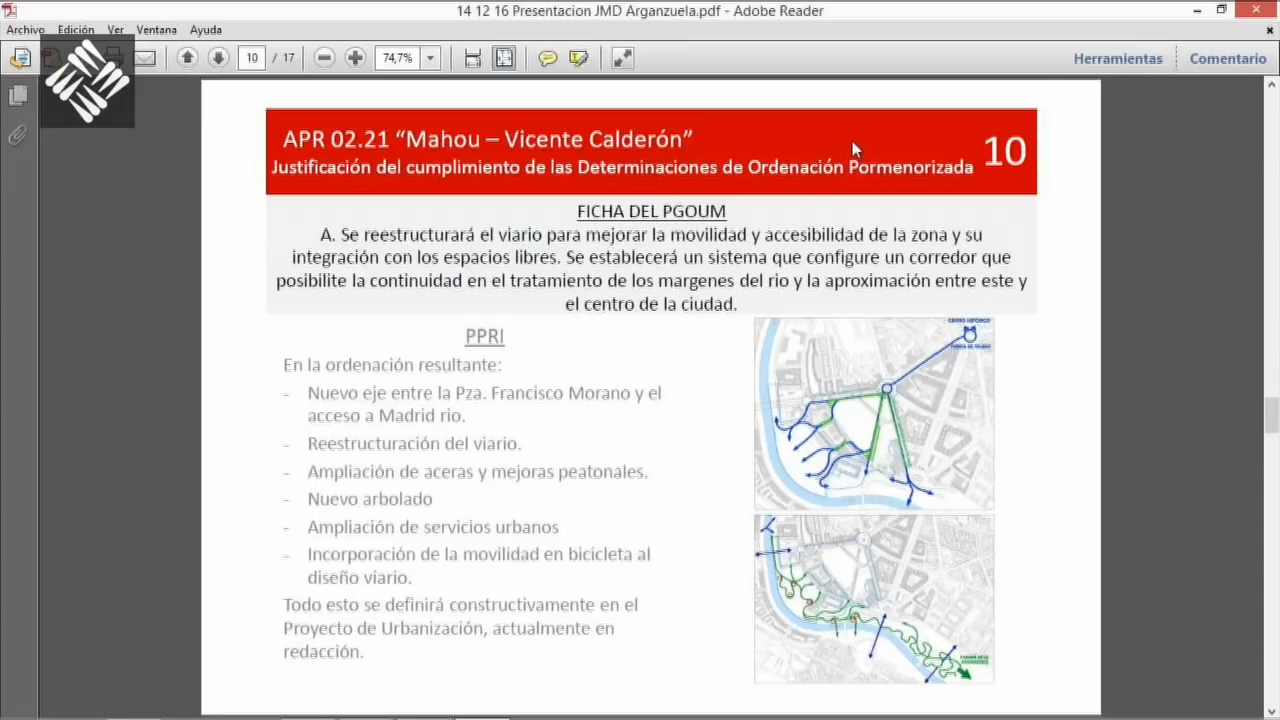 14 12 16 Presentacion JMD Arganzuela.pdf - Adobe Reader
Archivo Edición Ver Ventana Ayuda
10 / 17 74,7% Herramientas Comentario
APR 02.21 “Mahou – Vicente Calderón”
10
Justificación del cumplimiento de las Determinaciones de Ordenación Pormenorizada
FICHA DEL PGOUM
A. Se reestructurará el viario para mejorar la movilidad y accesibilidad de la zona y su
integración con los espacios libres. Se establecerá un sistema que configure un corredor que
posibilite la continuidad en el tratamiento de los margenes del rio y la aproximación entre este y
el centro de la ciudad.
PPRI
En la ordenación resultante:
- Nuevo eje entre la Pza. Francisco Morano y el
acceso a Madrid rio.
- Reestructuración del viario.
- Ampliación de aceras y mejoras peatonales.
- Nuevo arbolado
- Ampliación de servicios urbanos
- Incorporación de la movilidad en bicicleta al
diseño viario.
Todo esto se definirá constructivamente en el
Proyecto de Urbanización, actualmente en
redacción.
CENTRO HISTÓRICO
PUERTA DE TOLEDO